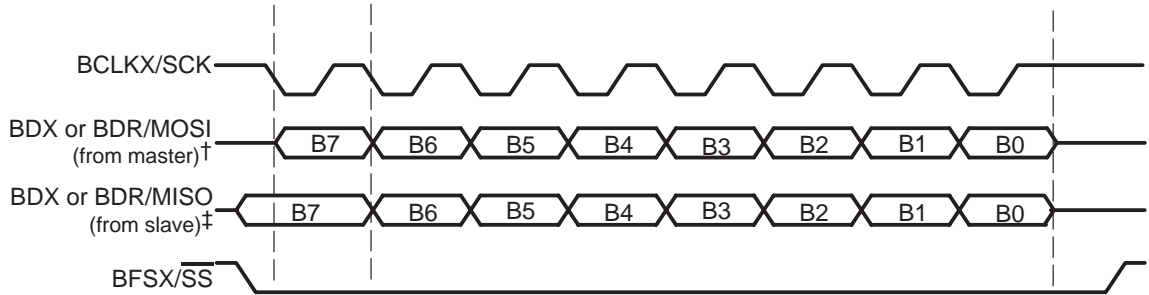 BCLKX/SCK
BDX or BDR/MOSI
(from master)†
B7 B6 B5 B4 B3 B2 B1 B0
BDX or BDR/MISO
(from slave)‡
B7 B6 B5 B4 B3 B2 B1 B0
BFSX/S̅S̅